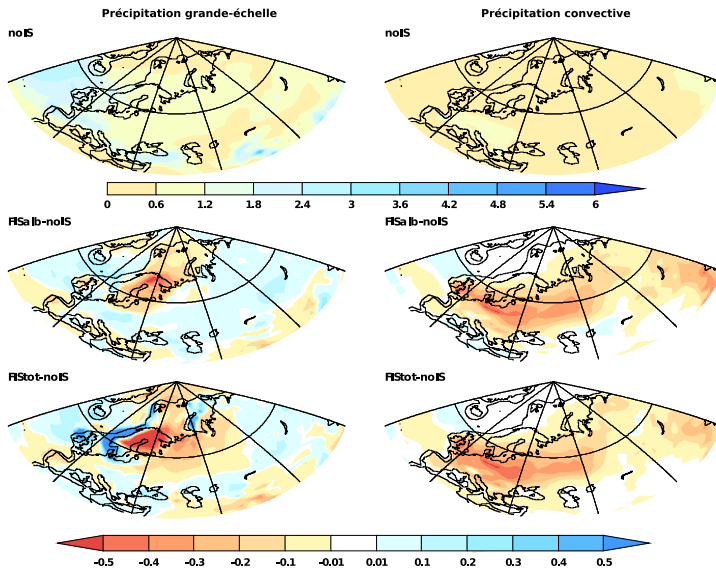 Précipitation grande-échelle
Précipitation convective
noIS
noIS
0 0.6 1.2 1.8 2.4 3 3.6 4.2 4.8 5.4 6
FISalb-noIS
FISalb-noIS
FIStot-noIS
FIStot-noIS
-0.5 -0.4 -0.3 -0.2 -0.1 -0.01 0.01 0.1 0.2 0.3 0.4 0.5